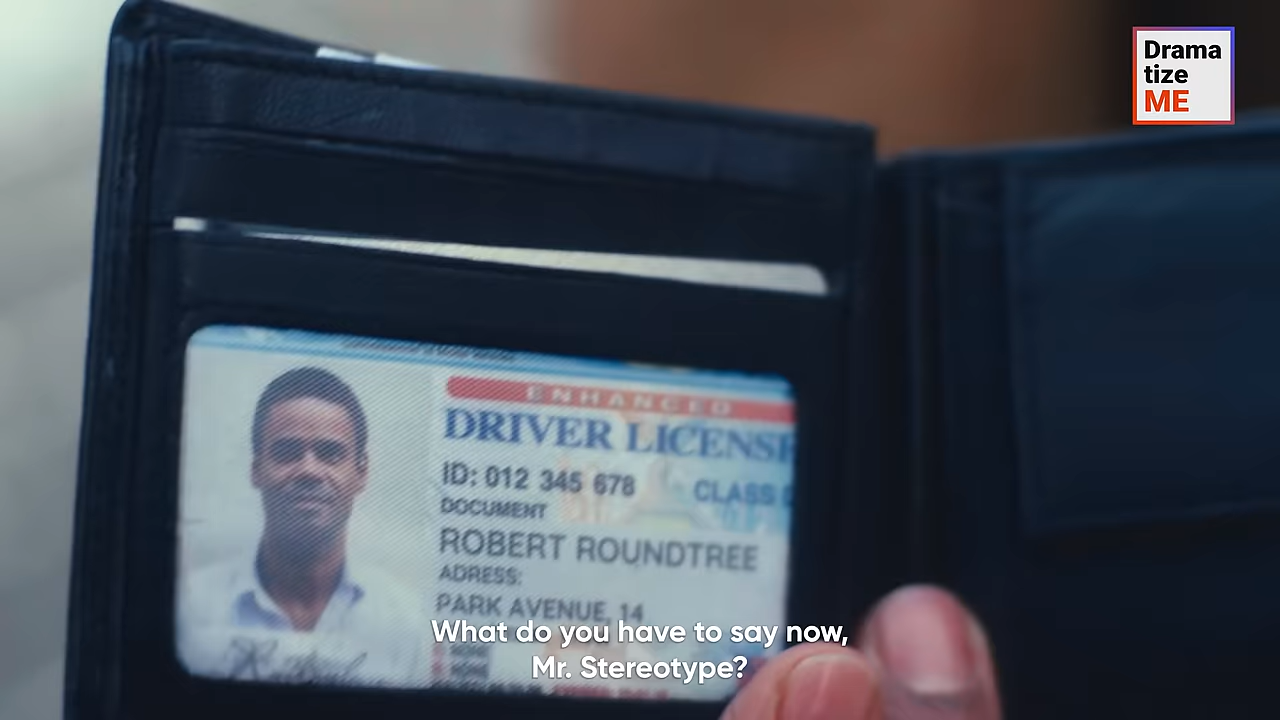 Drama
tize
ME
ENHANCED
DRIVER LICENSE
ID: 012 345 678
CLASS
DOCUMENT
ROBERT ROUNDTREE
ADRESS:
PARK AVENUE, 14
What do you have to say now,
Mr. Stereotype?